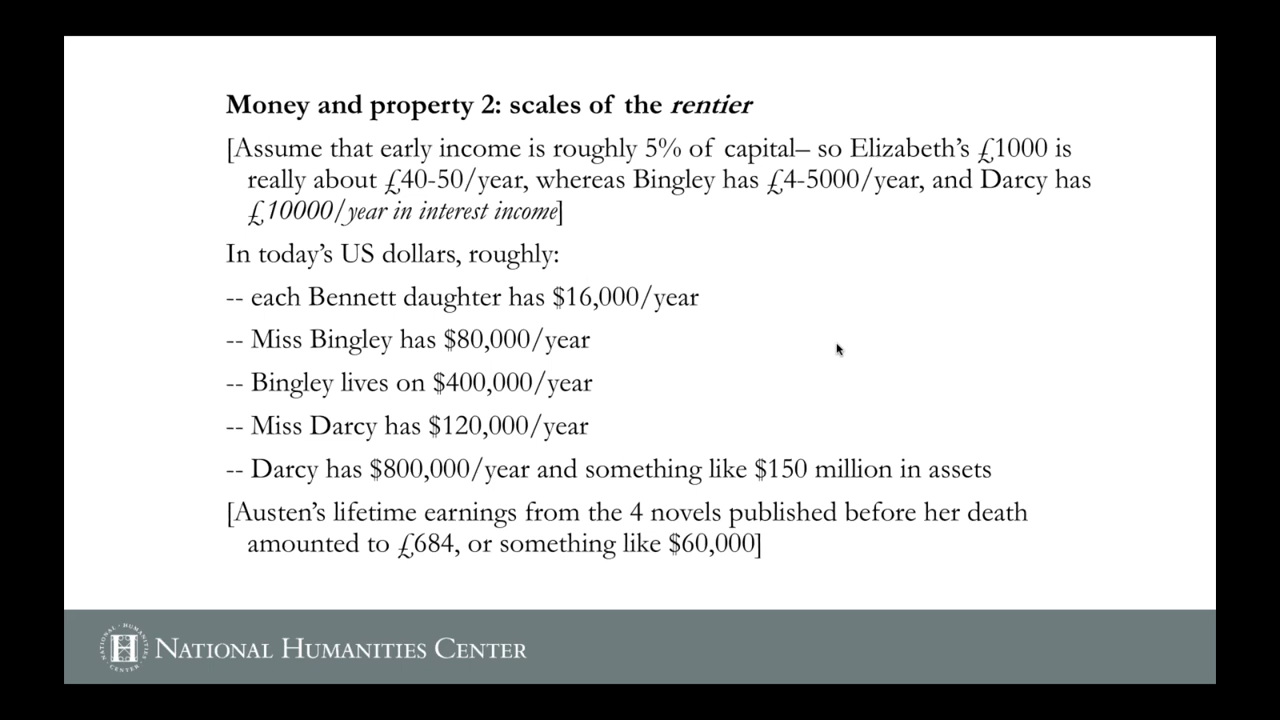 Money and property 2: scales of the rentier
[Assume that early income is roughly 5% of capital– so Elizabeth’s £1000 is
really about £40-50/year, whereas Bingley has £4-5000/year, and Darcy has
£10000/year in interest income]
In today’s US dollars, roughly:
-- each Bennett daughter has $16,000/year
-- Miss Bingley has $80,000/year
-- Bingley lives on $400,000/year
-- Miss Darcy has $120,000/year
-- Darcy has $800,000/year and something like $150 million in assets
[Austen’s lifetime earnings from the 4 novels published before her death
amounted to £684, or something like $60,000]
NATIONAL HUMANITIES CENTER
NATIONAL HUMANITIES CENTER